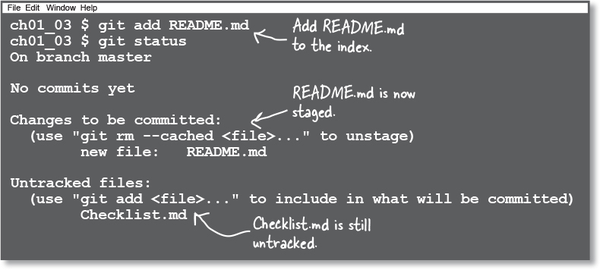 File Edit Window Help
ch01_03 $ git add README.md
Add README.md
to the index.
ch01_03 $ git status
On branch master
No commits yet
README.md is now
staged.
Changes to be committed:
(use "git rm --cached <file>..." to unstage)
new file: README.md
Untracked files:
(use "git add <file>..." to include in what will be committed)
Checklist.md
Checklist.md is still
untracked.